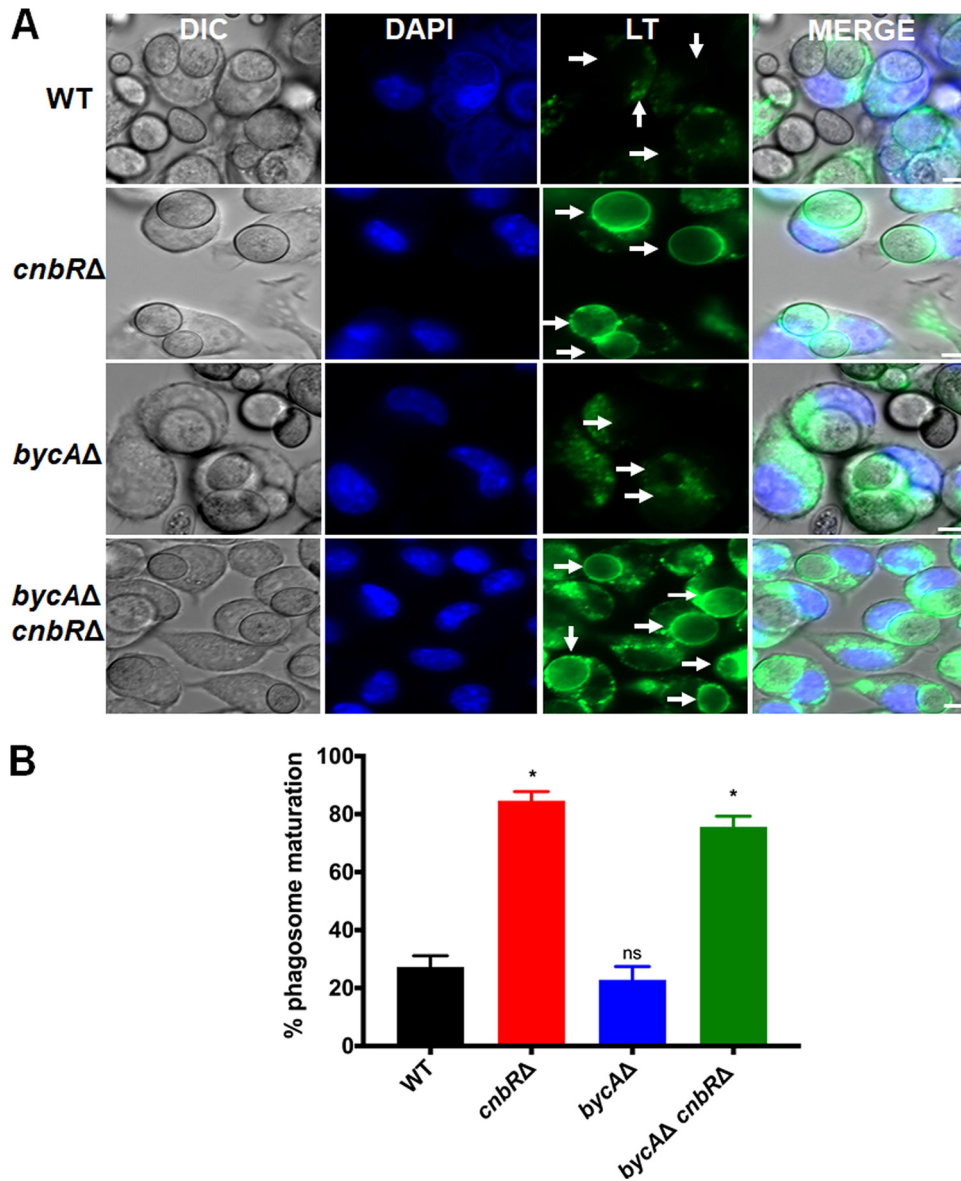 A
DIC DAPI LT MERGE
WT
cnbRΔ
bycAΔ
bycAΔ
cnbRΔ
B
% phagosome maturation
100
80
60
40
20
0
*
ns
*
WT
cnbRΔ
bycAΔ
bycAΔ cnbRΔ